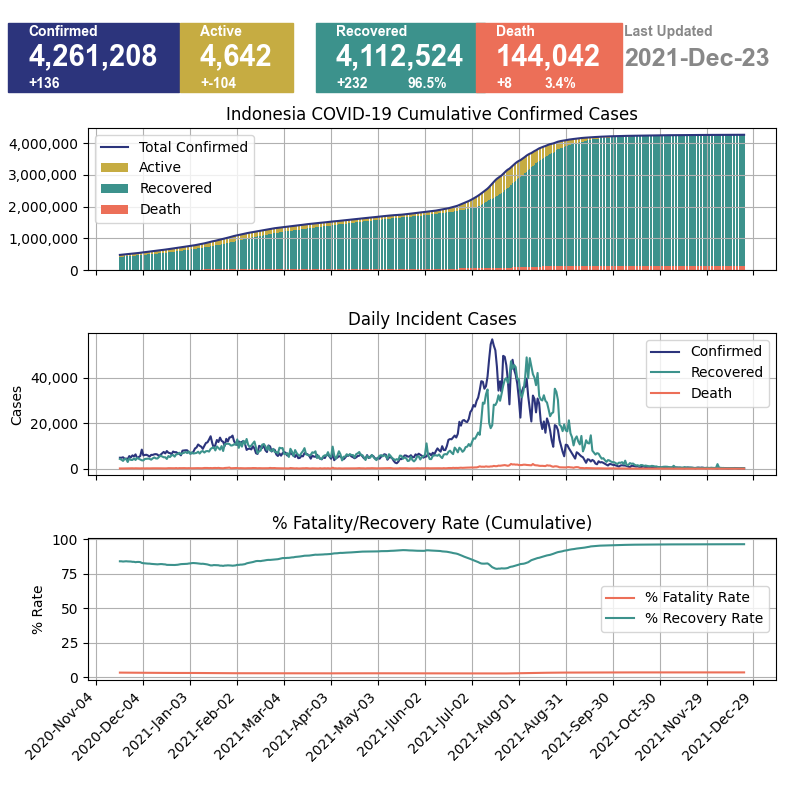 Confirmed
4,261,208
+136
Active
4,642
+-104
Recovered
4,112,524
+232 96.5%
Death
144,042
+8 3.4%
Last Updated
2021-Dec-23
Indonesia COVID-19 Cumulative Confirmed Cases
4,000,000
3,000,000
2,000,000
1,000,000
0
Total Confirmed
Active
Recovered
Death
Daily Incident Cases
Cases
40,000
20,000
0
Confirmed
Recovered
Death
% Fatality/Recovery Rate (Cumulative)
% Rate
100
75
50
25
0
% Fatality Rate
% Recovery Rate
2020-Nov-04
2020-Dec-04
2021-Jan-03
2021-Feb-02
2021-Mar-04
2021-Apr-03
2021-May-03
2021-Jun-02
2021-Jul-02
2021-Aug-01
2021-Aug-31
2021-Sep-30
2021-Oct-30
2021-Nov-29
2021-Dec-29